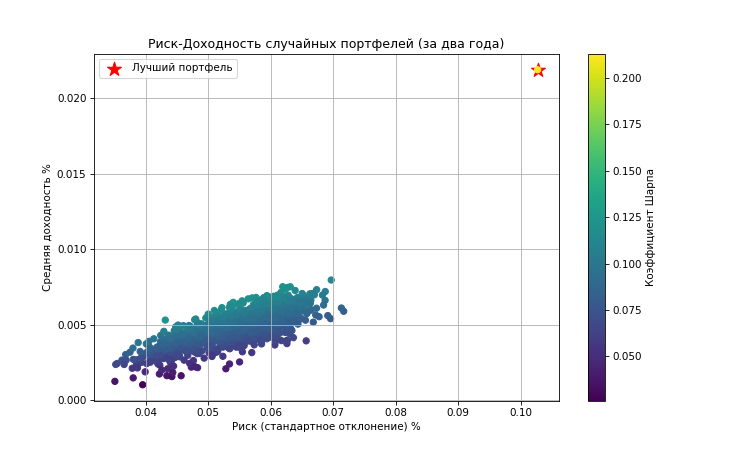 Риск-Доходность случайных портфелей (за два года)
Лучший портфель
Средняя доходность %
0.020
0.015
0.010
0.005
0.000
0.04 0.05 0.06 0.07 0.08 0.09 0.10
Риск (стандартное отклонение) %
0.200
0.175
0.150
0.125
0.100
0.075
0.050
Коэффициент Шарпа